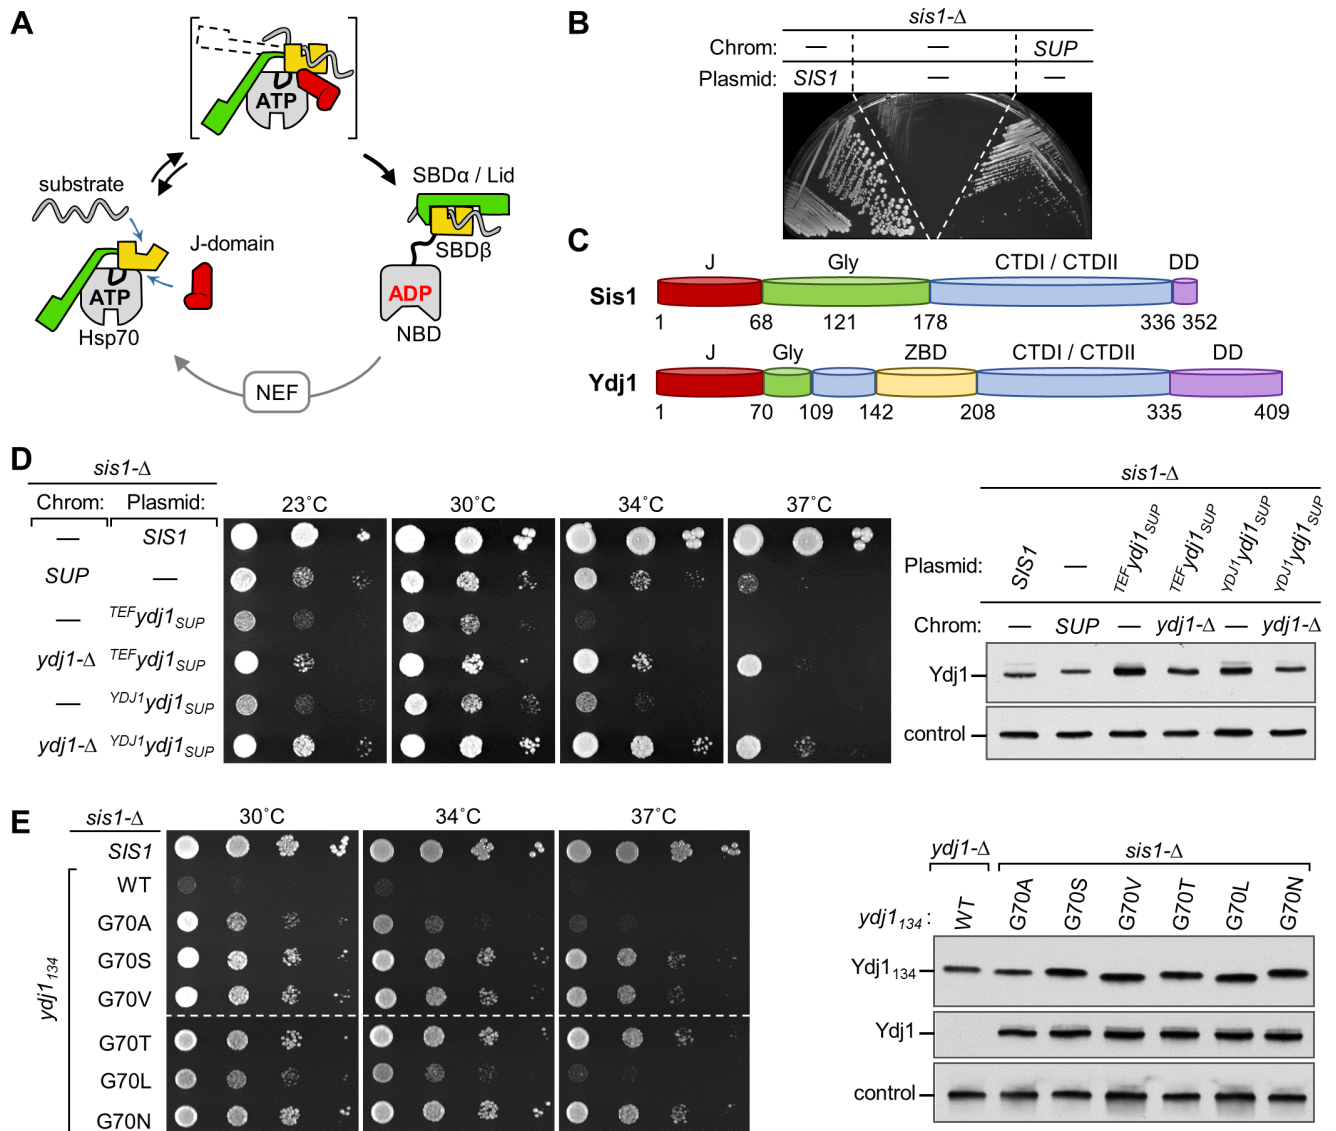 A
ATP
substrate
J-domain
ATP
Hsp70
SBDα / Lid
SBDβ
ADP
NBD
NEF
B
sis1-Δ
Chrom: — — SUP
Plasmid: SIS1 — —
C
J Gly CTDI / CTDII DD
Sis1
1 68 121 178 336 352
J Gly ZBD CTDI / CTDII DD
Ydj1
1 70 109 142 208 335 409
D
sis1-Δ
Chrom: Plasmid: 23˚C 30˚C 34˚C 37˚C
— SIS1
SUP —
— TEFydj1SUP
ydj1-Δ TEFydj1SUP
— YDJ1ydj1SUP
ydj1-Δ YDJ1ydj1SUP
sis1-Δ
Plasmid: SIS1 — TEFydj1SUP TEFydj1SUP YDJ1ydj1SUP YDJ1ydj1SUP
Chrom: — SUP — ydj1-Δ — ydj1-Δ
Ydj1
control
E
sis1-Δ 30˚C 34˚C 37˚C
SIS1
ydj1134
WT
G70A
G70S
G70V
G70T
G70L
G70N
ydj1-Δ sis1-Δ
ydj1134: WT G70A G70S G70V G70T G70L G70N
Ydj1134
Ydj1
control